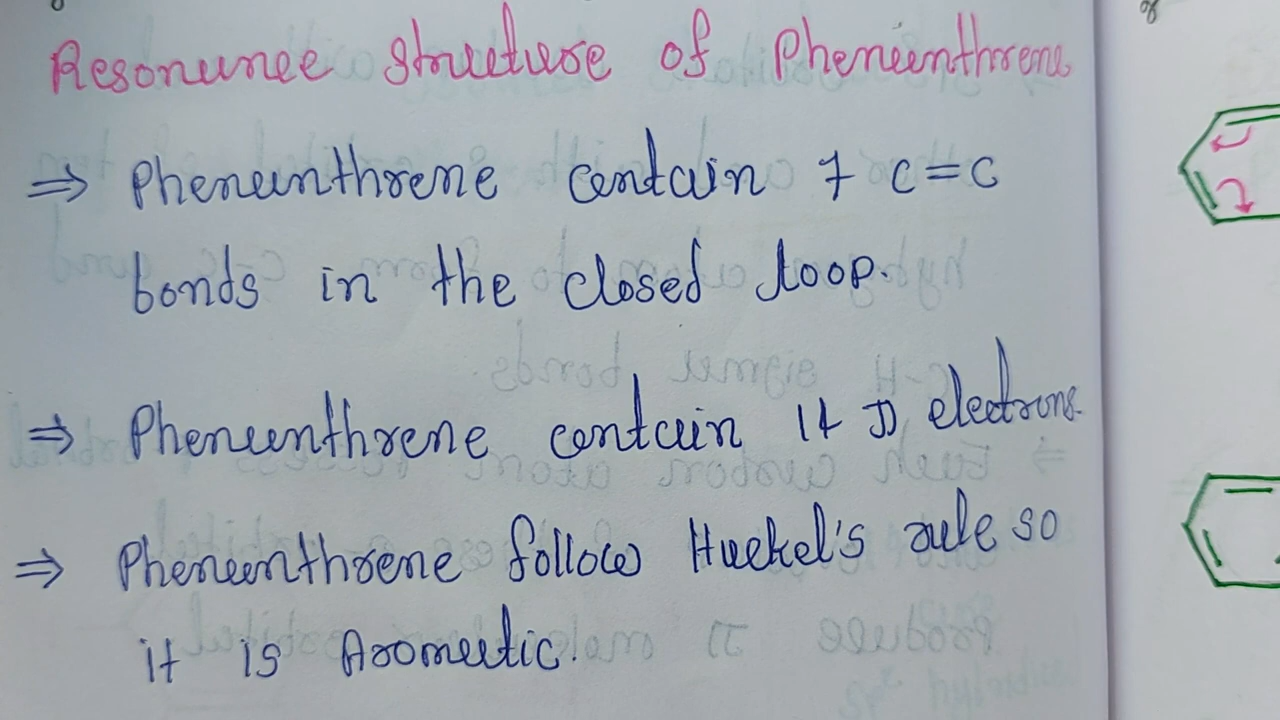 Resonance Structure of Phenanthrene
⇒ Phenanthrene contain 7 C=C
bonds in the closed loop.
⇒ Phenanthrene contain 14 π electrons.
⇒ Phenanthrene follow Huckel's rule so
it is Aromatic.